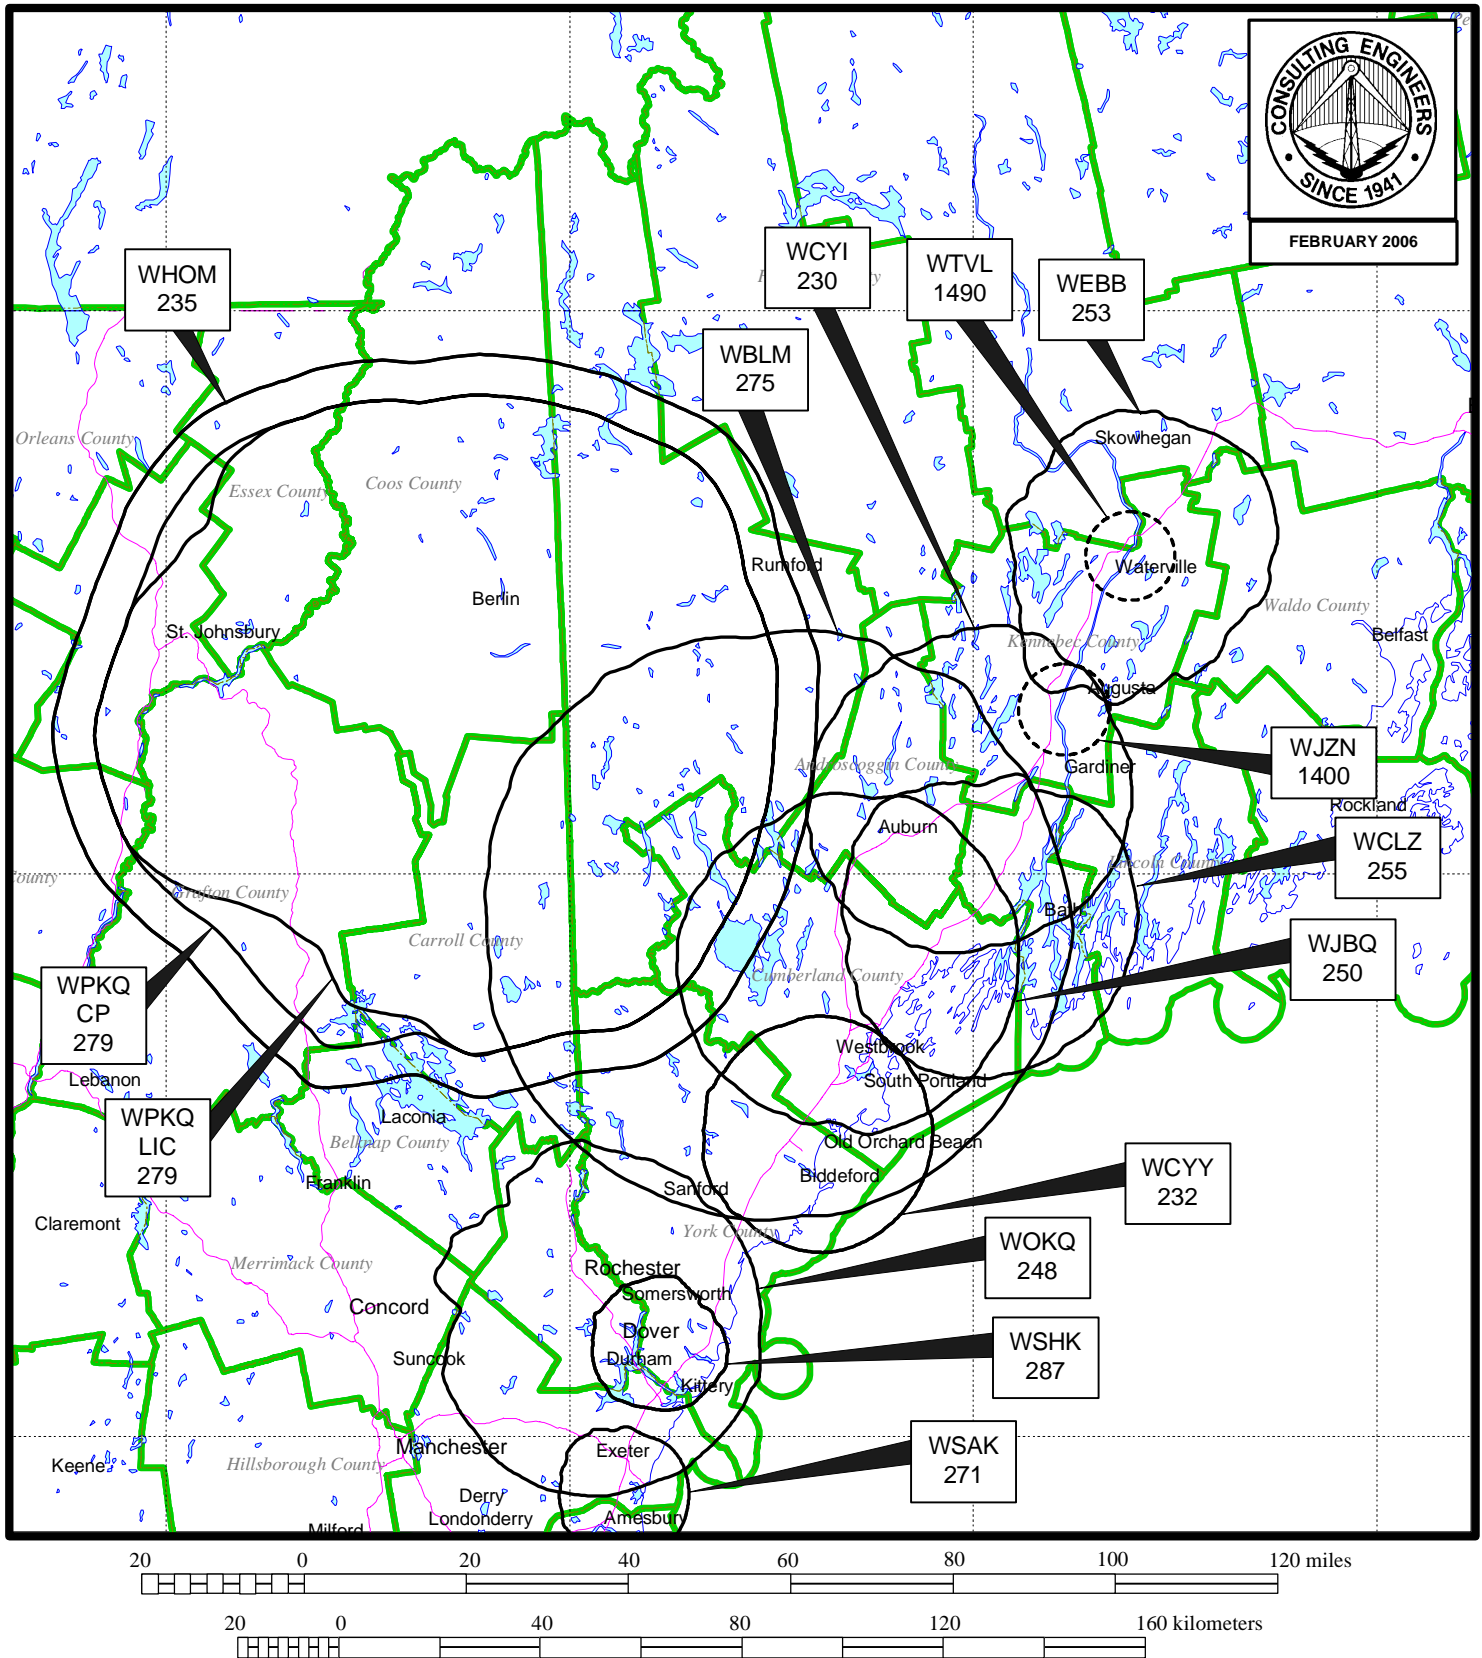 CONSULTING ENGINEERS
SINCE 1941
FEBRUARY 2006
WHOM
235
WCYI
230
WTVL
1490
WEBB
253
WBLM
275
Orleans County
Essex County
Coos County
Skowhegan
Rumford
Waterville
Berlin
Waldo County
St. Johnsbury
Belfast
Kennebec County
Augusta
WJZN
1400
Androscoggin County
Gardiner
Rockland
Auburn
WCLZ
255
Lincoln County
Grafton County
County
Bath
Carroll County
WJBQ
250
Cumberland County
WPKQ
CP
279
Westbrook
Lebanon
South Portland
WPKQ
LIC
279
Laconia
Belknap County
Old Orchard Beach
Biddeford
WCYY
232
Franklin
Sanford
Claremont
York County
WOKQ
248
Merrimack County
Rochester
Somersworth
Concord
Dover
WSHK
287
Suncook
Durham
Kittery
WSAK
271
Manchester
Exeter
Keene
Hillsborough County
Derry
Londonderry
Amesbury
Milford
20 0 20 40 60 80 100 120 miles
20 0 40 80 120 160 kilometers